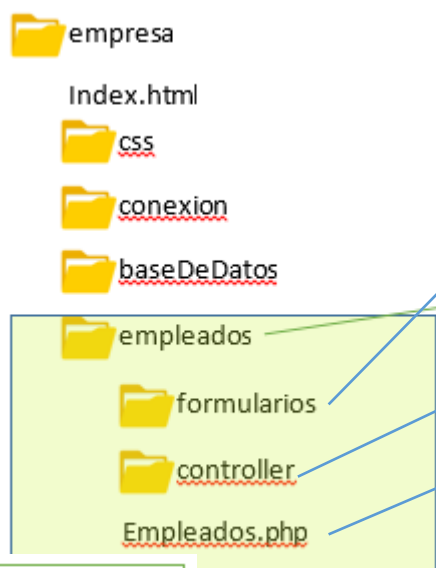 empresa
Index.html
css
conexion
baseDeDatos
empleados
formularios
controller
Empleados.php